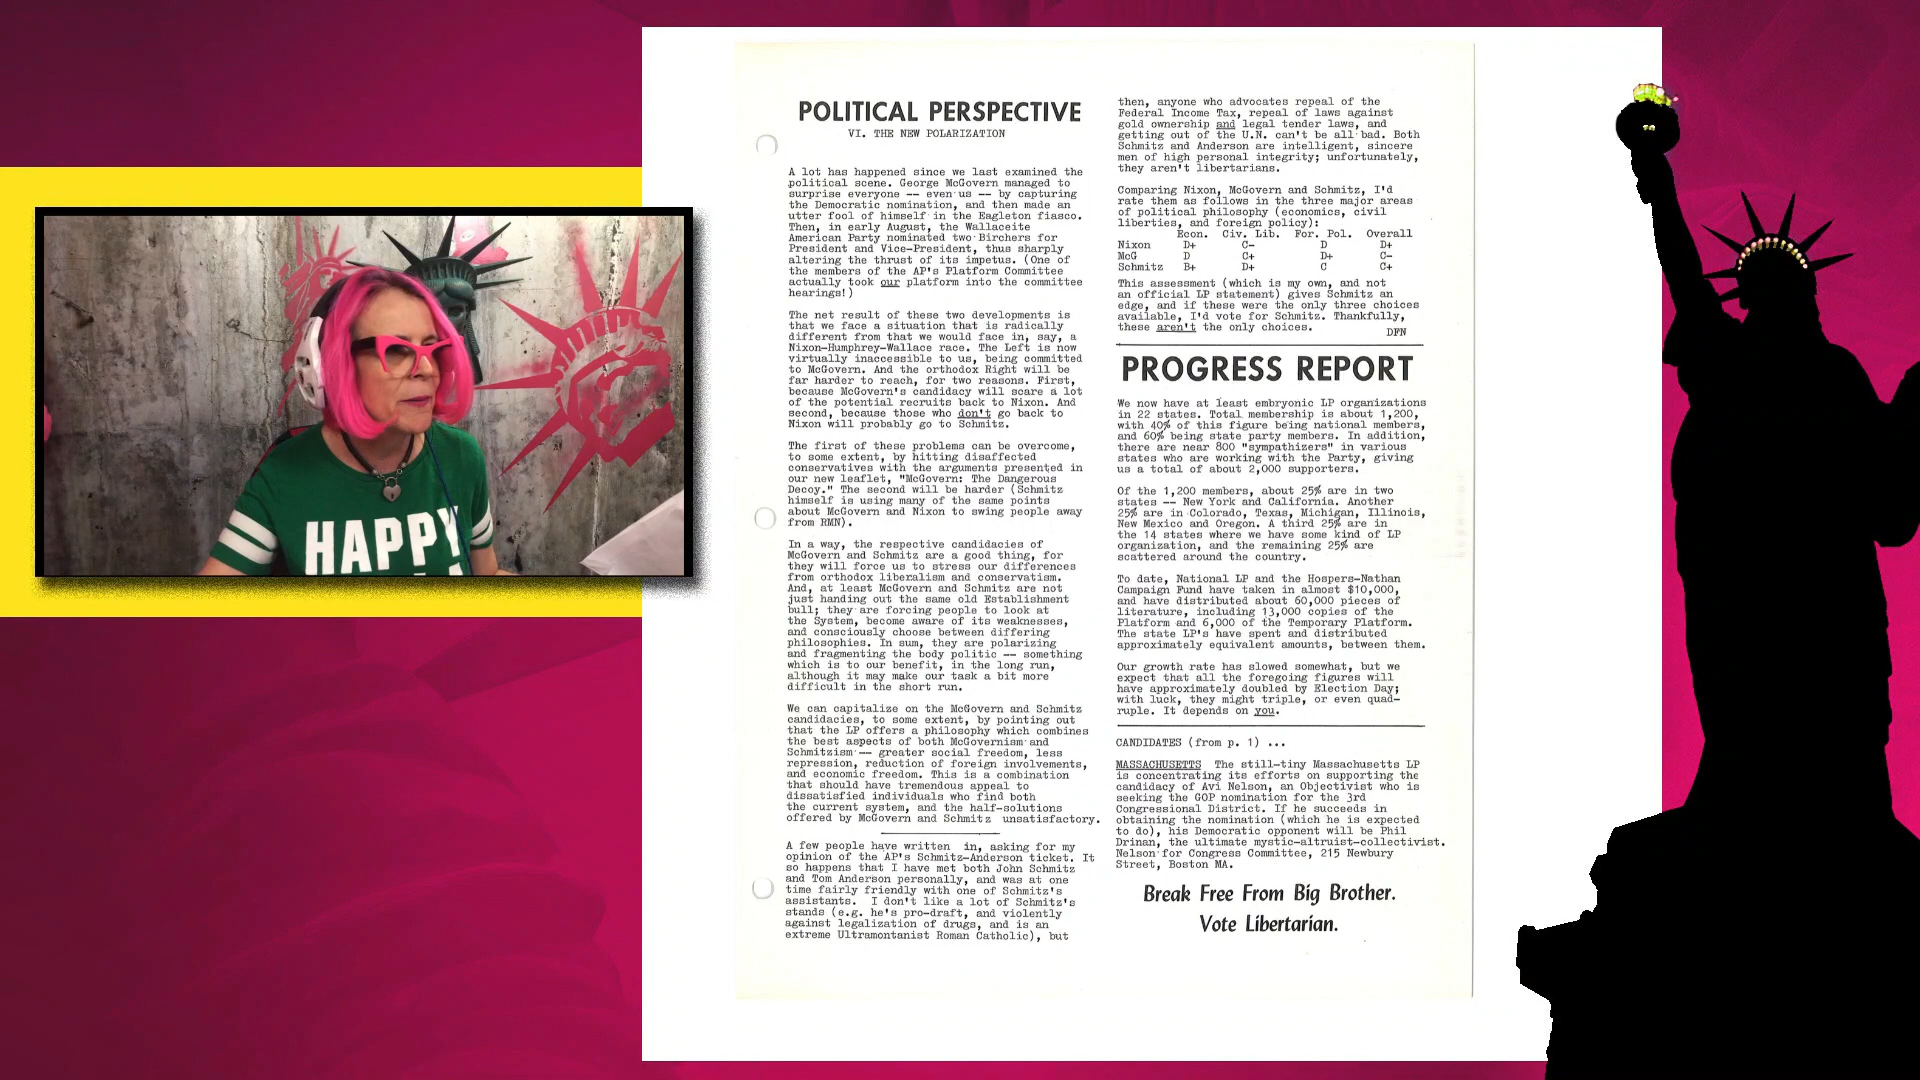 HAPPY
POLITICAL PERSPECTIVE
VI. THE NEW POLARIZATION
A lot has happened since we last examined the
political scene. George McGovern managed to
surprise everyone -- even us -- by capturing
the Democratic nomination, and then made an
utter fool of himself in the Eagleton fiasco.
Then, in early August, the Wallaceite
American Party nominated two Birchers for
President and Vice-President, thus sharply
altering the thrust of its impetus. (One of
the members of the AP's Platform Committee
actually took our platform into the committee
hearings!)
The net result of these two developments is
that we face a situation that is radically
different from that we would face in, say, a
Nixon-Humphrey-Wallace race. The Left is now
virtually inaccessible to us, being committed
to McGovern. And the orthodox Right will be
far harder to reach, for two reasons. First,
because McGovern's candidacy will scare a lot
of the potential recruits back to Nixon. And
second, because those who don't go back to
Nixon will probably go to Schmitz.
The first of these problems can be overcome,
to some extent, by hitting disaffected
conservatives with the arguments presented in
our new leaflet, "McGovern: The Dangerous
Decoy." The second will be harder (Schmitz
himself is using many of the same points
about McGovern and Nixon to swing people away
from RMN).
In a way, the respective candidacies of
McGovern and Schmitz are a good thing, for
they will force us to stress our differences
from orthodox liberalism and conservatism.
And, at least McGovern and Schmitz are not
just handing out the same old Establishment
bull; they are forcing people to look at
the System, become aware of its weaknesses,
and consciously choose between differing
philosophies. In sum, they are polarizing
and fragmenting the body politic -- something
which is to our benefit, in the long run,
although it may make our task a bit more
difficult in the short run.
We can capitalize on the McGovern and Schmitz
candidacies, to some extent, by pointing out
that the LP offers a philosophy which combines
the best aspects of both McGovernism and
Schmitzism -- greater social freedom, less
repression, reduction of foreign involvements,
and economic freedom. This is a combination
that should have tremendous appeal to
dissatisfied individuals who find both
the current system, and the half-solutions
offered by McGovern and Schmitz unsatisfactory.
A few people have written in, asking for my
opinion of the AP's Schmitz-Anderson ticket. It
so happens that I have met both John Schmitz
and Tom Anderson personally, and was at one
time fairly friendly with one of Schmitz's
assistants. I don't like a lot of Schmitz's
stands (e.g. he's pro-draft, and violently
against legalization of drugs, and is an
extreme Ultramontanist Roman Catholic), but
then, anyone who advocates repeal of the
Federal Income Tax, repeal of laws against
gold ownership and legal tender laws, and
getting out of the U.N. can't be all bad. Both
Schmitz and Anderson are intelligent, sincere
men of high personal integrity; unfortunately,
they aren't libertarians.
Comparing Nixon, McGovern and Schmitz, I'd
rate them as follows in the three major areas
of political philosophy (economics, civil
liberties, and foreign policy):
Econ. Civ. Lib. For. Pol. Overall
Nixon D+ C- D D+
McG D C+ D+ C-
Schmitz B+ D+ C C+
This assessment (which is my own, and not
an official LP statement) gives Schmitz an
edge, and if these were the only three choices
available, I'd vote for Schmitz. Thankfully,
these aren't the only choices.
DFN
PROGRESS REPORT
We now have at least embryonic LP organizations
in 22 states. Total membership is about 1,200,
with 40% of this figure being national members,
and 60% being state party members. In addition,
there are near 800 "sympathizers" in various
states who are working with the Party, giving
us a total of about 2,000 supporters.
Of the 1,200 members, about 25% are in two
states -- New York and California. Another
25% are in Colorado, Texas, Michigan, Illinois,
New Mexico and Oregon. A third 25% are in
the 14 states where we have some kind of LP
organization, and the remaining 25% are
scattered around the country.
To date, National LP and the Hospers-Nathan
Campaign Fund have taken in almost $10,000,
and have distributed about 60,000 pieces of
literature, including 13,000 copies of the
Platform and 6,000 of the Temporary Platform.
The state LP's have spent and distributed
approximately equivalent amounts, between them.
Our growth rate has slowed somewhat, but we
expect that all the foregoing figures will
have approximately doubled by Election Day;
with luck, they might triple, or even quad-
ruple. It depends on you.
CANDIDATES (from p. 1) ...
MASSACHUSETTS The still-tiny Massachusetts LP
is concentrating its efforts on supporting the
candidacy of Avi Nelson, an Objectivist who is
seeking the GOP nomination for the 3rd
Congressional District. If he succeeds in
obtaining the nomination (which he is expected
to do), his Democratic opponent will be Phil
Drinan, the ultimate mystic-altruist-collectivist.
Nelson for Congress Committee, 215 Newbury
Street, Boston MA.
Break Free From Big Brother.
Vote Libertarian.